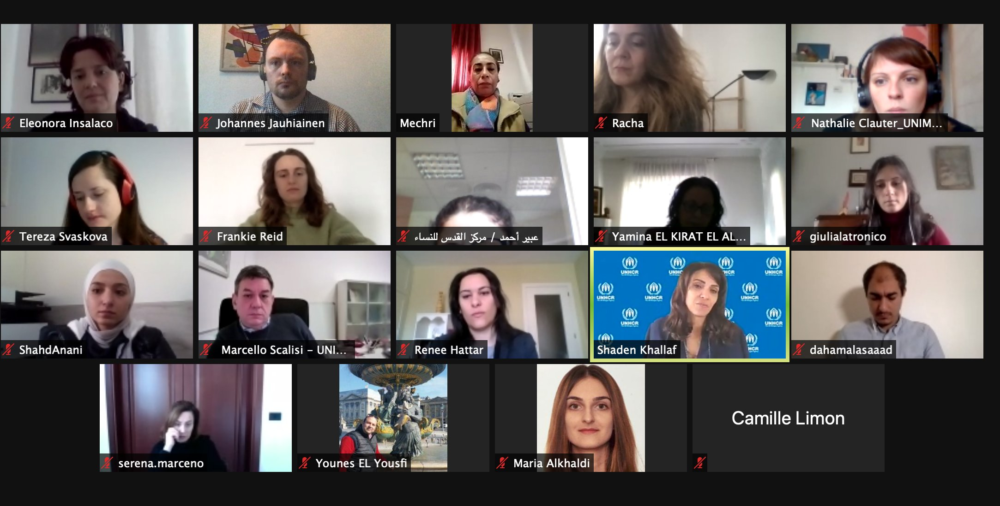 Eleonora Insalaco
Johannes Jauhiainen
Mechri
Racha
Nathalie Clauter_UNIM...
Tereza Svaskova
Frankie Reid
عبير أحمد / مركز القدس للنساء
Yamina EL KIRAT EL AL...
giulialatronico
ShahdAnani
Marcello Scalisi – UNI...
Renee Hattar
UNHCR
UNHCR
UNHCR
UNHCR
UNHCR
UNHCR
UNHCR
UNHCR
UNHCR
Shaden Khallaf
dahamalasaaad
serena.marceno
Younes EL Yousfi
Maria Alkhaldi
Camille Limon